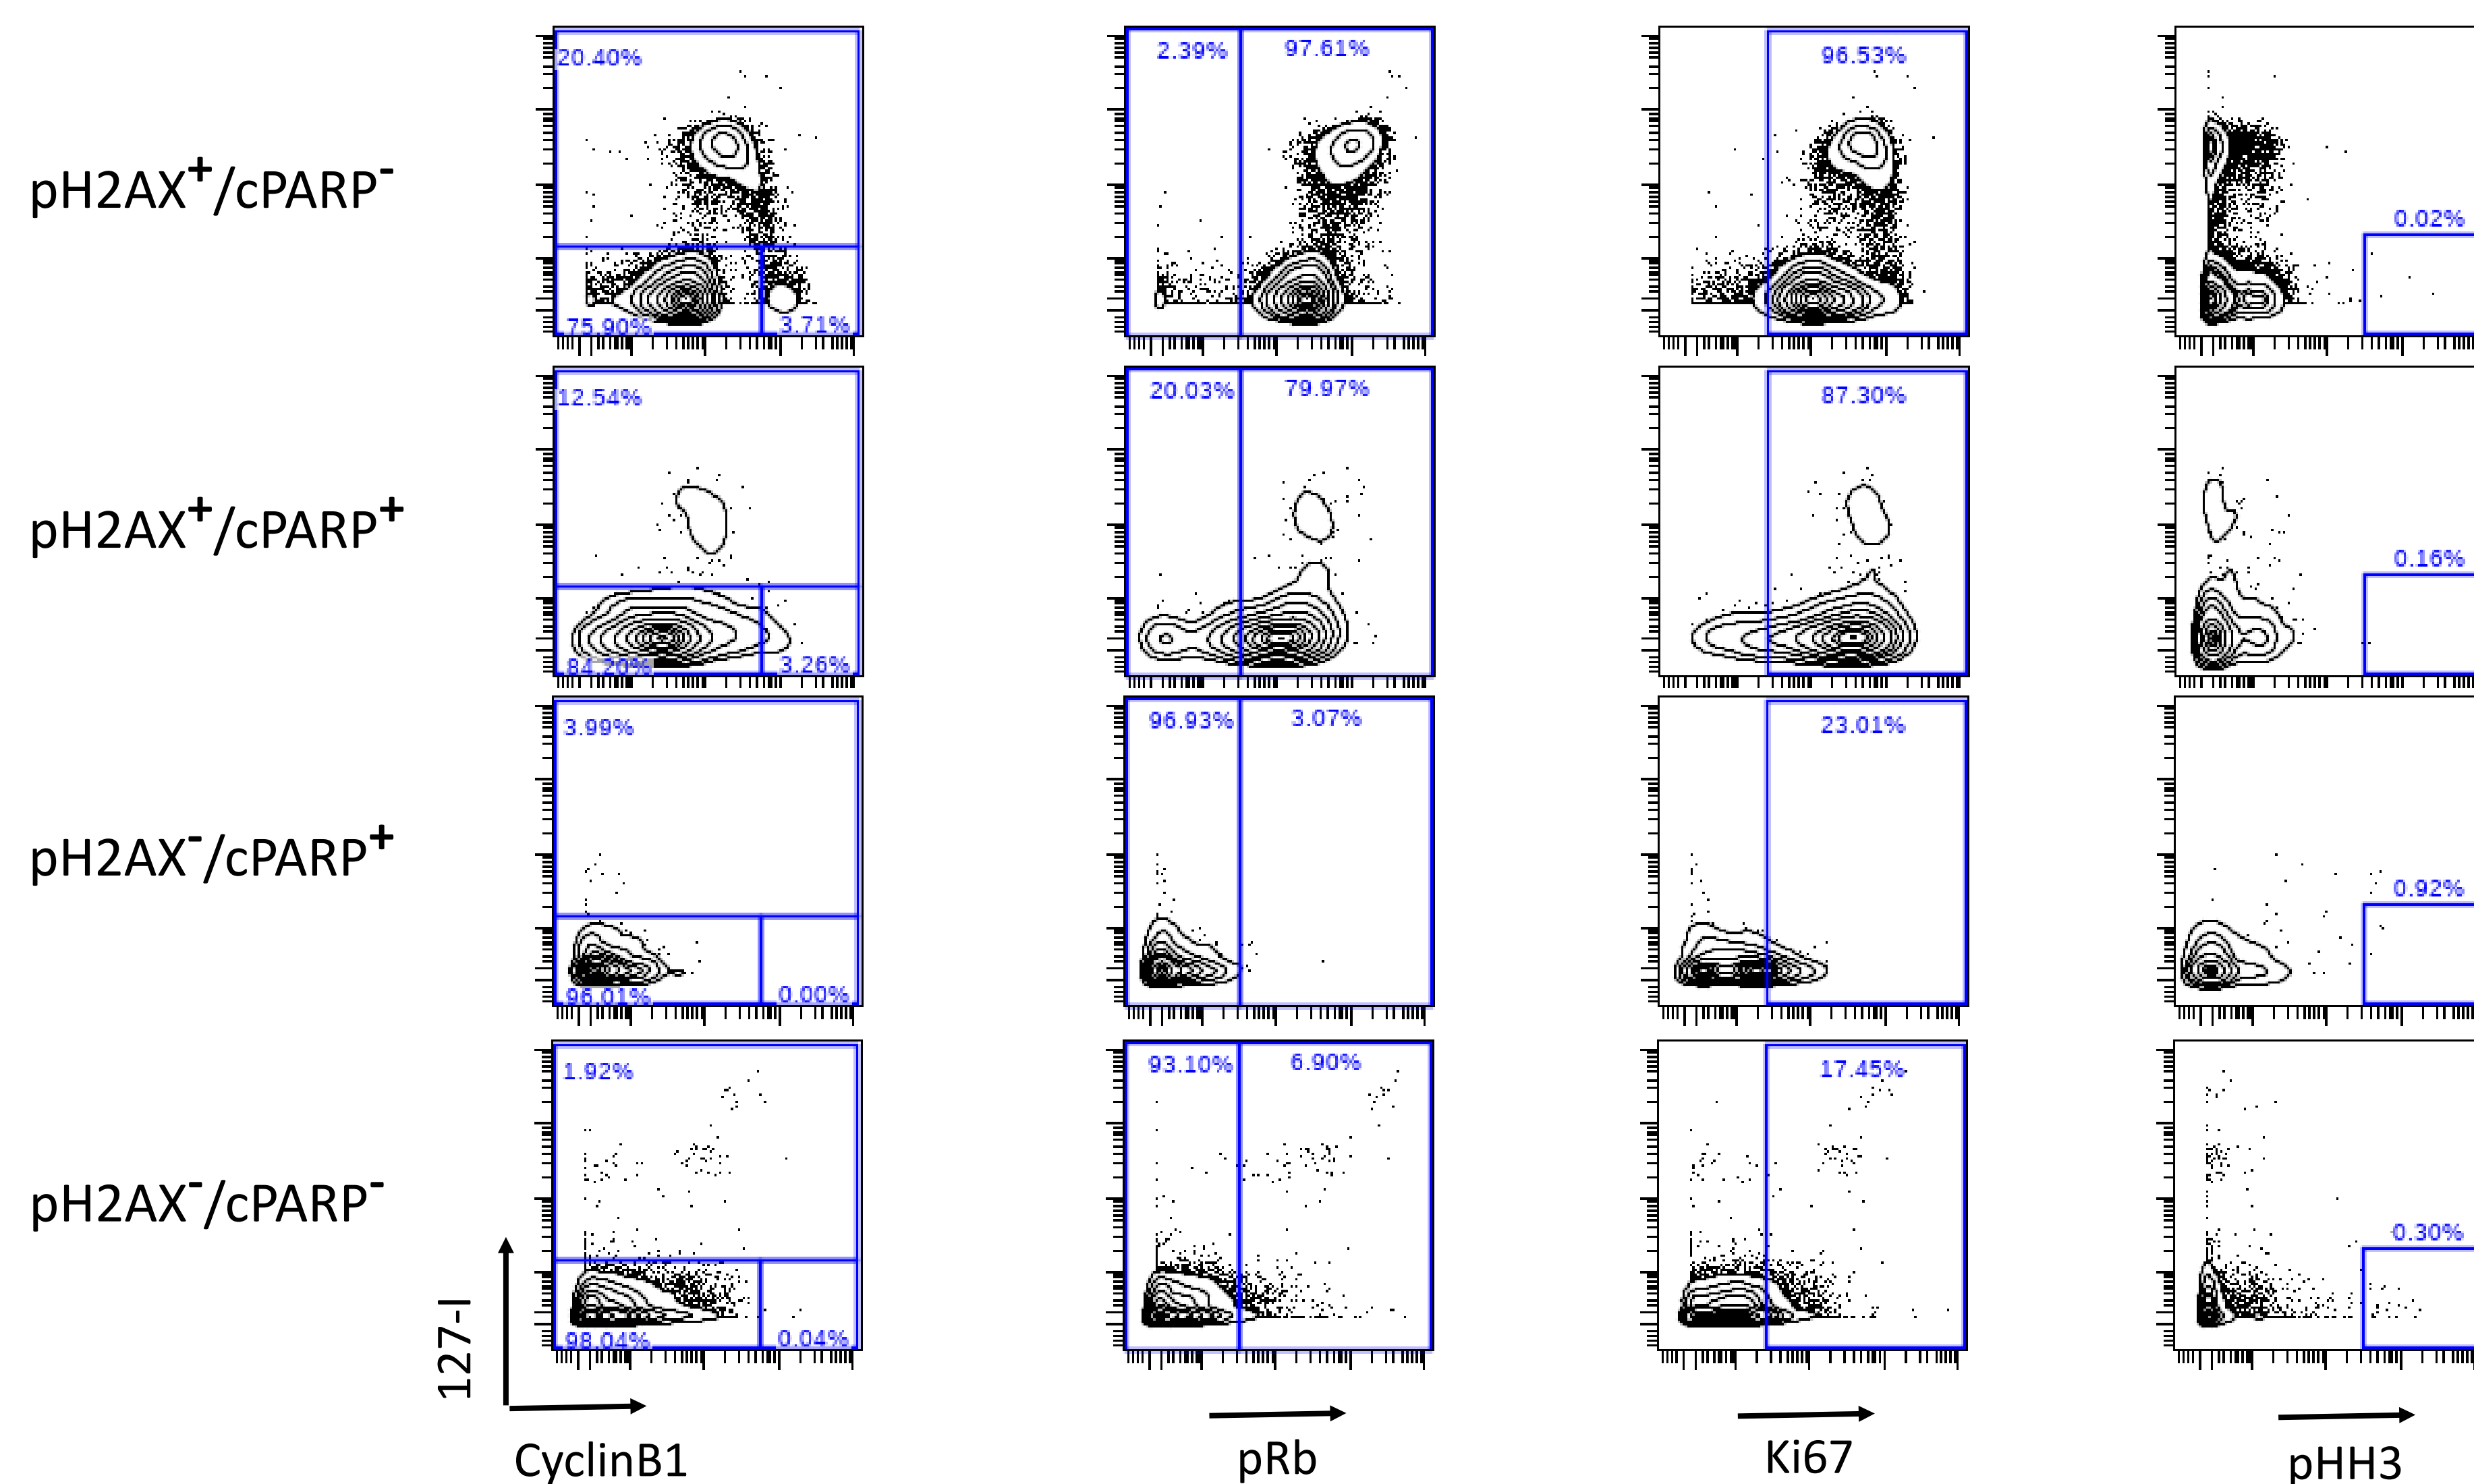 20.40%
2.39% 97.61%
96.53%
pH2AX+/cPARP-
0.02%
75.90% 3.71%
12.54%
20.03% 79.97%
87.30%
pH2AX+/cPARP+
0.16%
84.20% 3.26%
3.99%
96.93% 3.07%
23.01%
pH2AX-/cPARP+
0.92%
96.01% 0.00%
1.92%
93.10% 6.90%
17.45%
pH2AX-/cPARP-
0.30%
98.04% 0.04%
127-I
CyclinB1
pRb
Ki67
pHH3